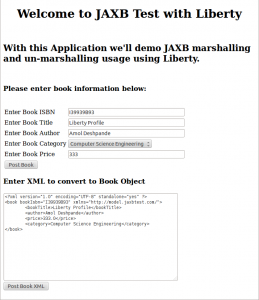 Welcome to JAXB Test with Liberty
With this Application we'll demo JAXB marshalling
and un-marshalling usage using Liberty.
Please enter book information below:
Enter Book ISBN I39939B93
Enter Book Title Liberty Profile
Enter Book Author Amol Deshpande
Enter Book Category Computer Science Engineering
Enter Book Price 333
Post Book
Enter XML to convert to Book Object
<?xml version="1.0" encoding="UTF-8" standalone="yes" ?>
<book bookIsbn="I39939B93" xmlns="http://model.jaxbtest.com/">
<bookTitle>Liberty Profile</bookTitle>
<author>Amol Deshpande</author>
<price>333.0</price>
<category>Computer Science Engineering</category>
</book>
Post Book XML